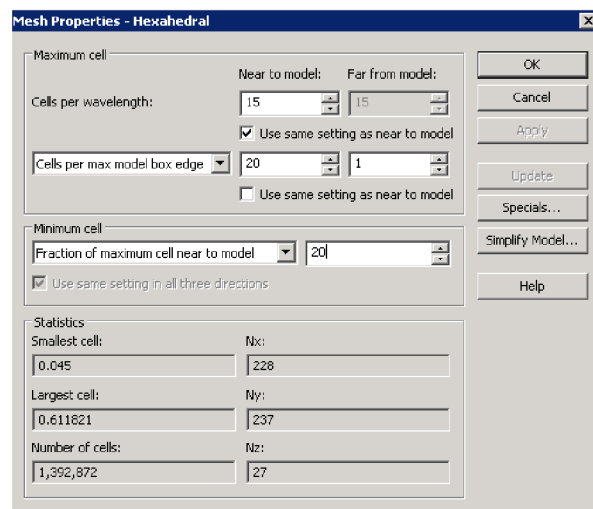 Mesh Properties - Hexahedral
Maximum cell
Near to model: Far from model:
Cells per wavelength: 15 15
Use same setting as near to model
Cells per max model box edge 20 1
Use same setting as near to model
Minimum cell
Fraction of maximum cell near to model 20
Use same setting in all three directions
Statistics
Smallest cell: Nx:
0.045 228
Largest cell: Ny:
0.611821 237
Number of cells: Nz:
1,392,872 27
OK
Cancel
Apply
Update
Specials...
Simplify Model...
Help